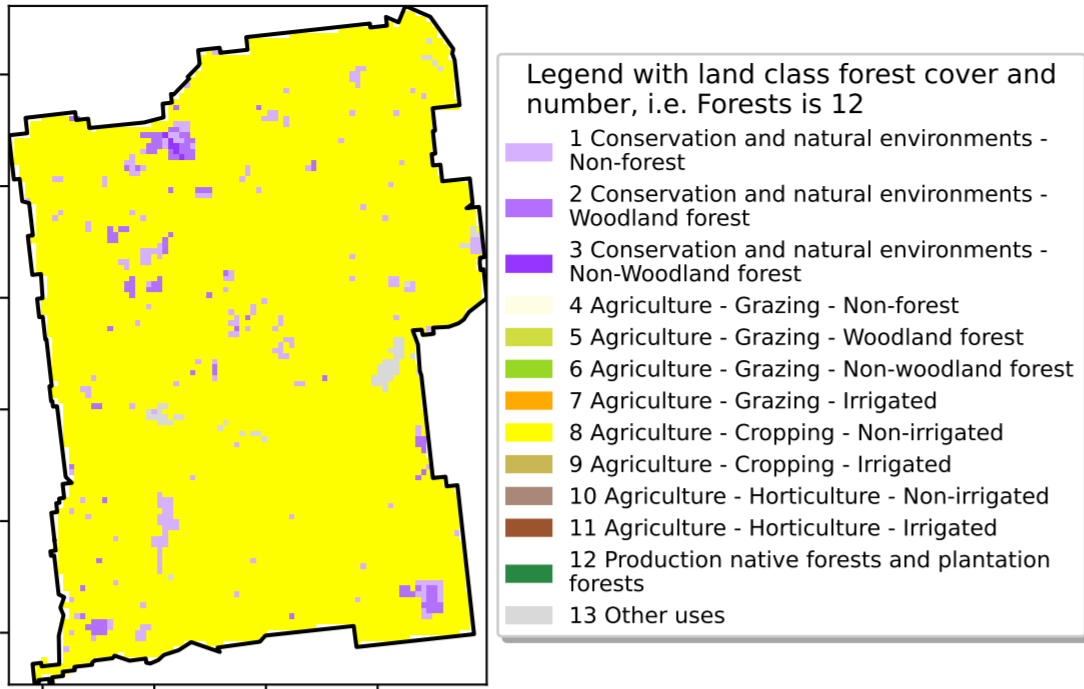 Legend with land class forest cover and
number, i.e. Forests is 12
1 Conservation and natural environments -
Non-forest
2 Conservation and natural environments -
Woodland forest
3 Conservation and natural environments -
Non-Woodland forest
4 Agriculture - Grazing - Non-forest
5 Agriculture - Grazing - Woodland forest
6 Agriculture - Grazing - Non-woodland forest
7 Agriculture - Grazing - Irrigated
8 Agriculture - Cropping - Non-irrigated
9 Agriculture - Cropping - Irrigated
10 Agriculture - Horticulture - Non-irrigated
11 Agriculture - Horticulture - Irrigated
12 Production native forests and plantation
forests
13 Other uses